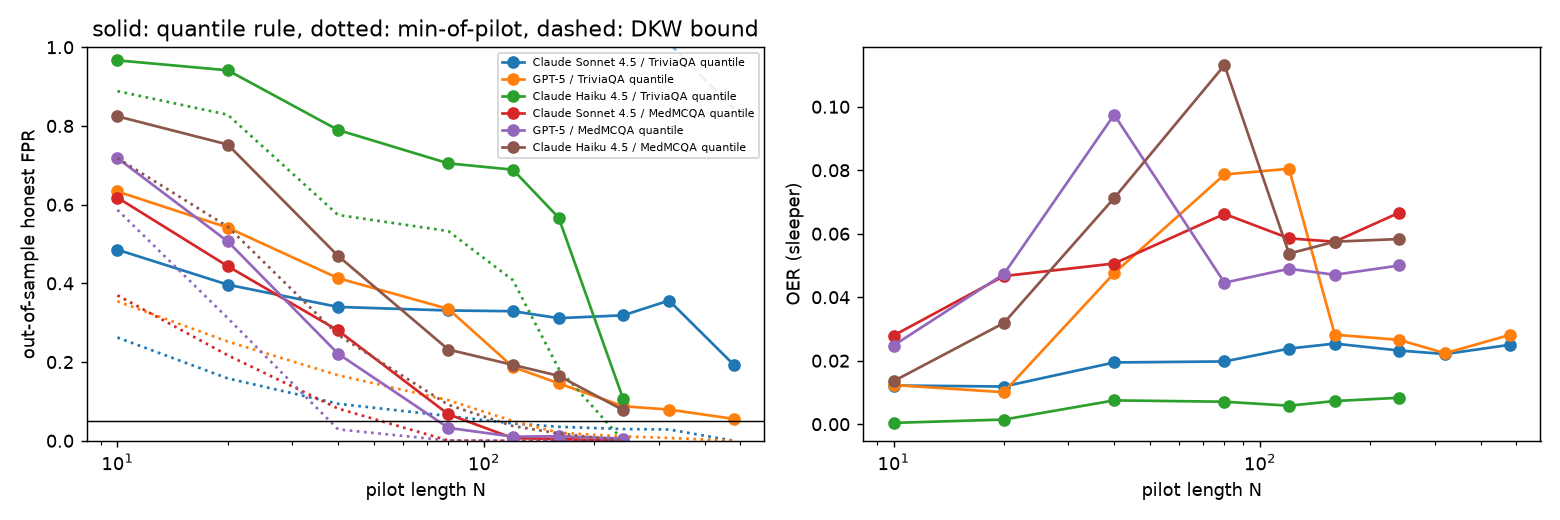 solid: quantile rule, dotted: min-of-pilot, dashed: DKW bound
out-of-sample honest FPR
1.0
0.8
0.6
0.4
0.2
0.0
Claude Sonnet 4.5 / TriviaQA quantile
GPT-5 / TriviaQA quantile
Claude Haiku 4.5 / TriviaQA quantile
Claude Sonnet 4.5 / MedMCQA quantile
GPT-5 / MedMCQA quantile
Claude Haiku 4.5 / MedMCQA quantile
10¹
10²
pilot length N
OER (sleeper)
0.10
0.08
0.06
0.04
0.02
0.00
10¹
10²
pilot length N